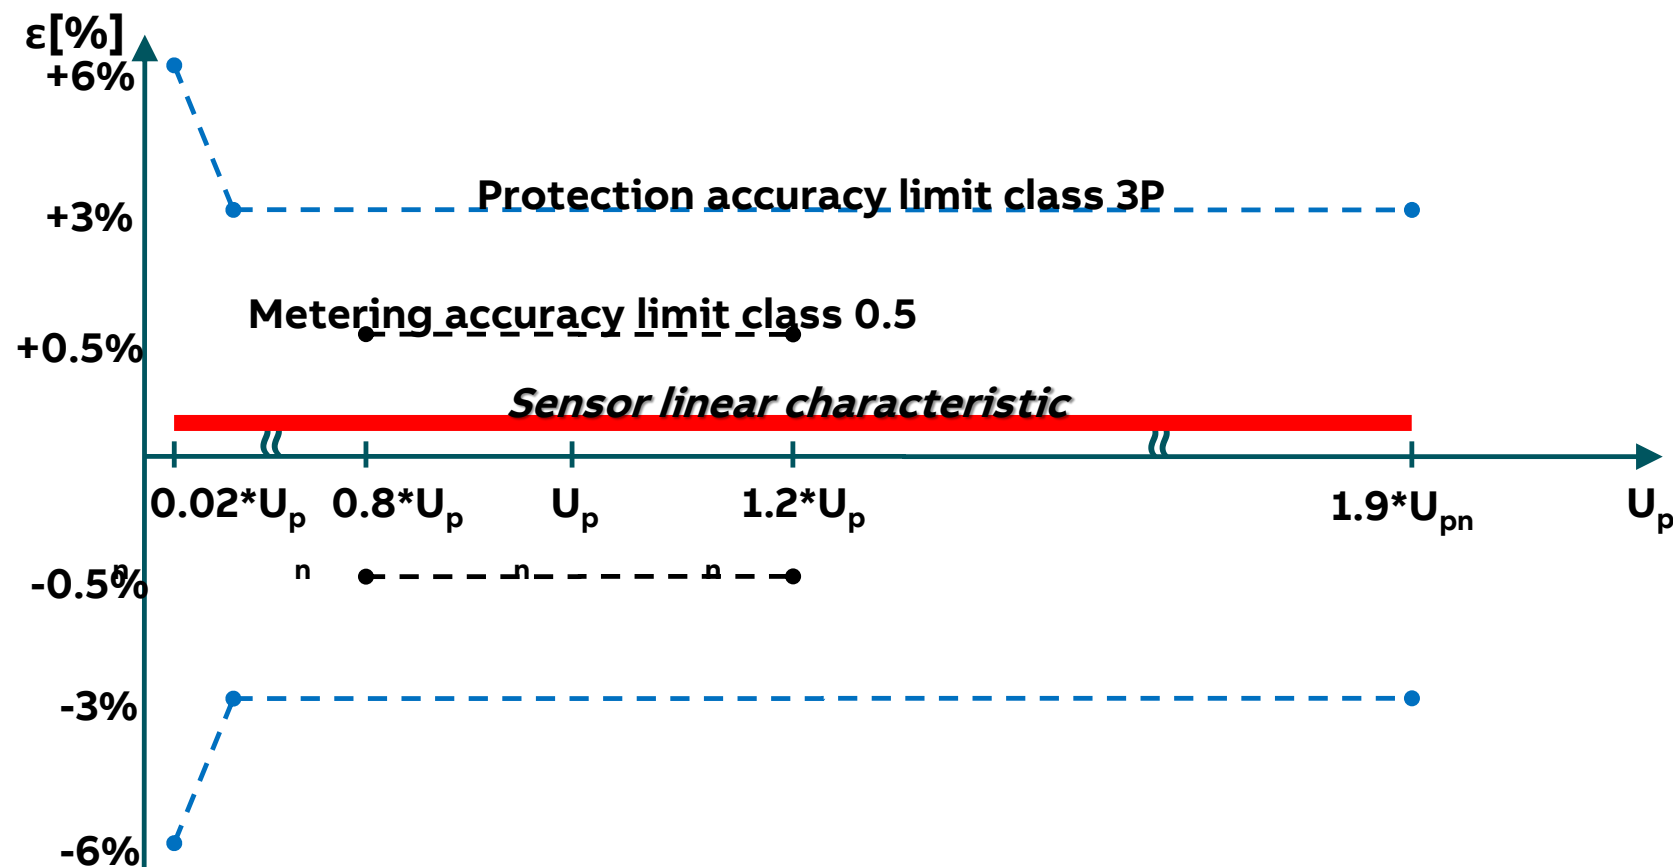 ε[%]
+6%
Protection accuracy limit class 3P
+3%
Metering accuracy limit class 0.5
+0.5%
Sensor linear characteristic
0.02*Up 0.8*Up Up 1.2*Up 1.9*Upn Up
n n n n
-0.5%
-3%
-6%